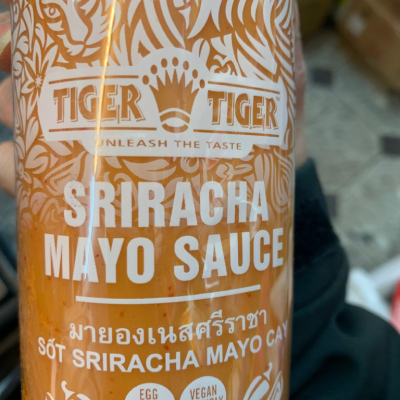 TIGER TIGER
UNLEASH THE TASTE
SRIRACHA
MAYO SAUCE
มายองเนสศรีราชา
SỐT SRIRACHA MAYO CAY
EGG VEGAN